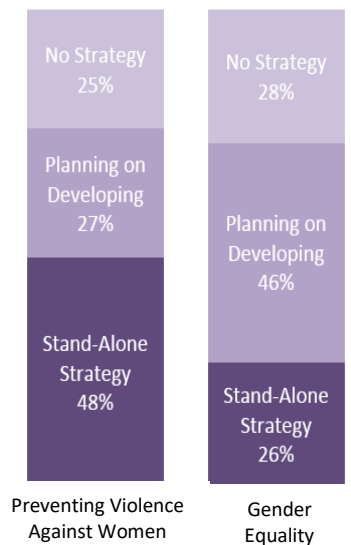 No Strategy
25%
Planning on
Developing
27%
Stand-Alone
Strategy
48%
Preventing Violence
Against Women
No Strategy
28%
Planning on
Developing
46%
Stand-Alone
Strategy
26%
Gender
Equality